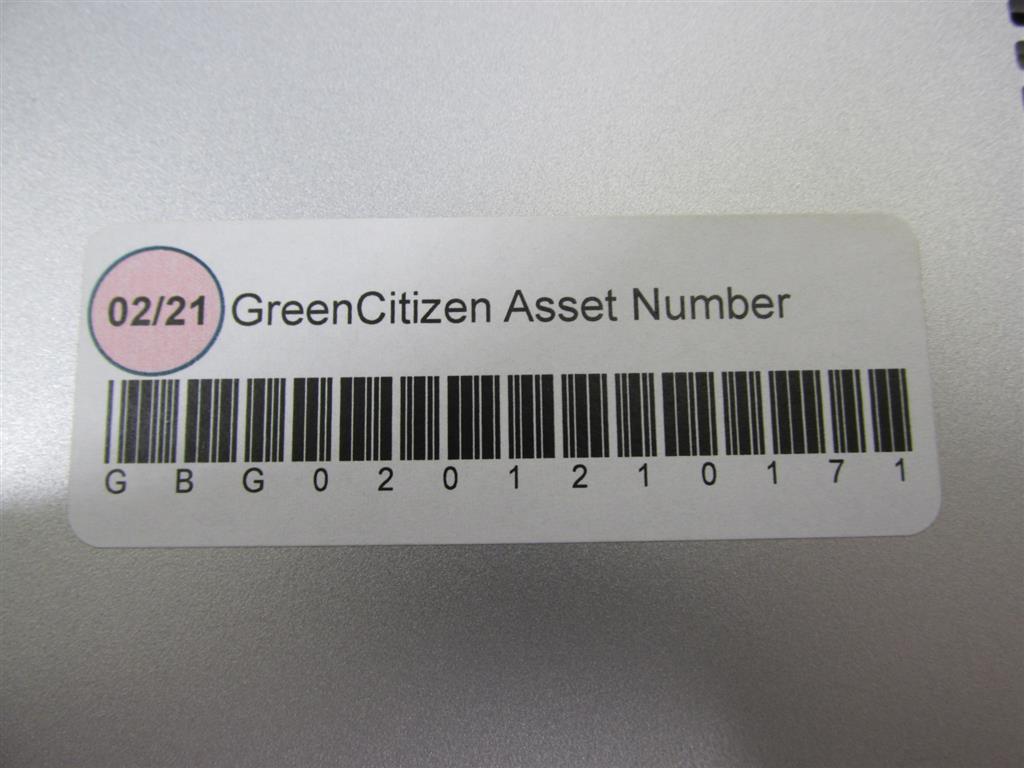 02/21 GreenCitizen Asset Number
G B G 0 2 0 1 2 1 0 1 7 1